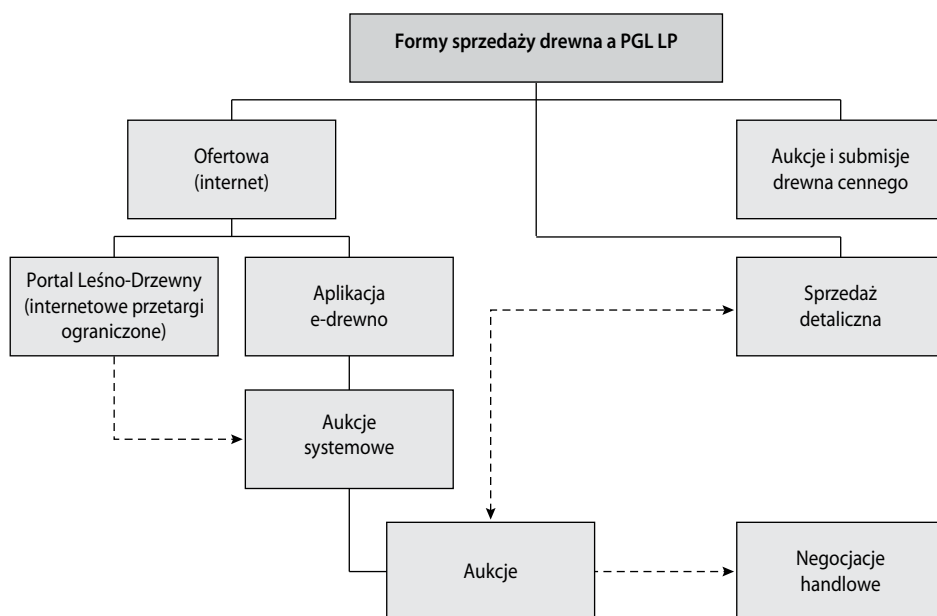 Formy sprzedaży drewna a PGL LP
Ofertowa
(internet)
Aukcje i submisje
drewna cennego
Portal Leśno-Drzewny
(internetowe przetargi
ograniczone)
Aplikacja
e-drewno
Sprzedaż
detaliczna
Aukcje
systemowe
Aukcje
Negocjacje
handlowe